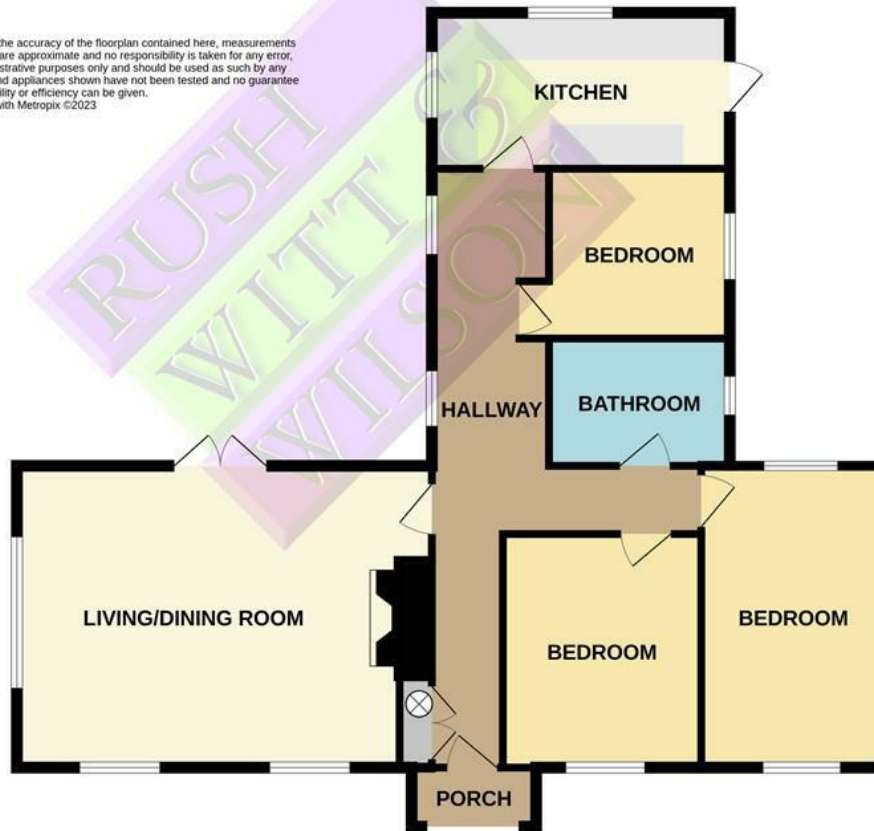 the accuracy of the floorplan contained here, measurements
are approximate and no responsibility is taken for any error,
strative purposes only and should be used as such by any
nd appliances shown have not been tested and no guarantee
ility or efficiency can be given.
with Metropix ©2023
KITCHEN
RUSH
WITT &
WILSON
BEDROOM
BATHROOM
HALLWAY
LIVING/DINING ROOM
BEDROOM
BEDROOM
PORCH